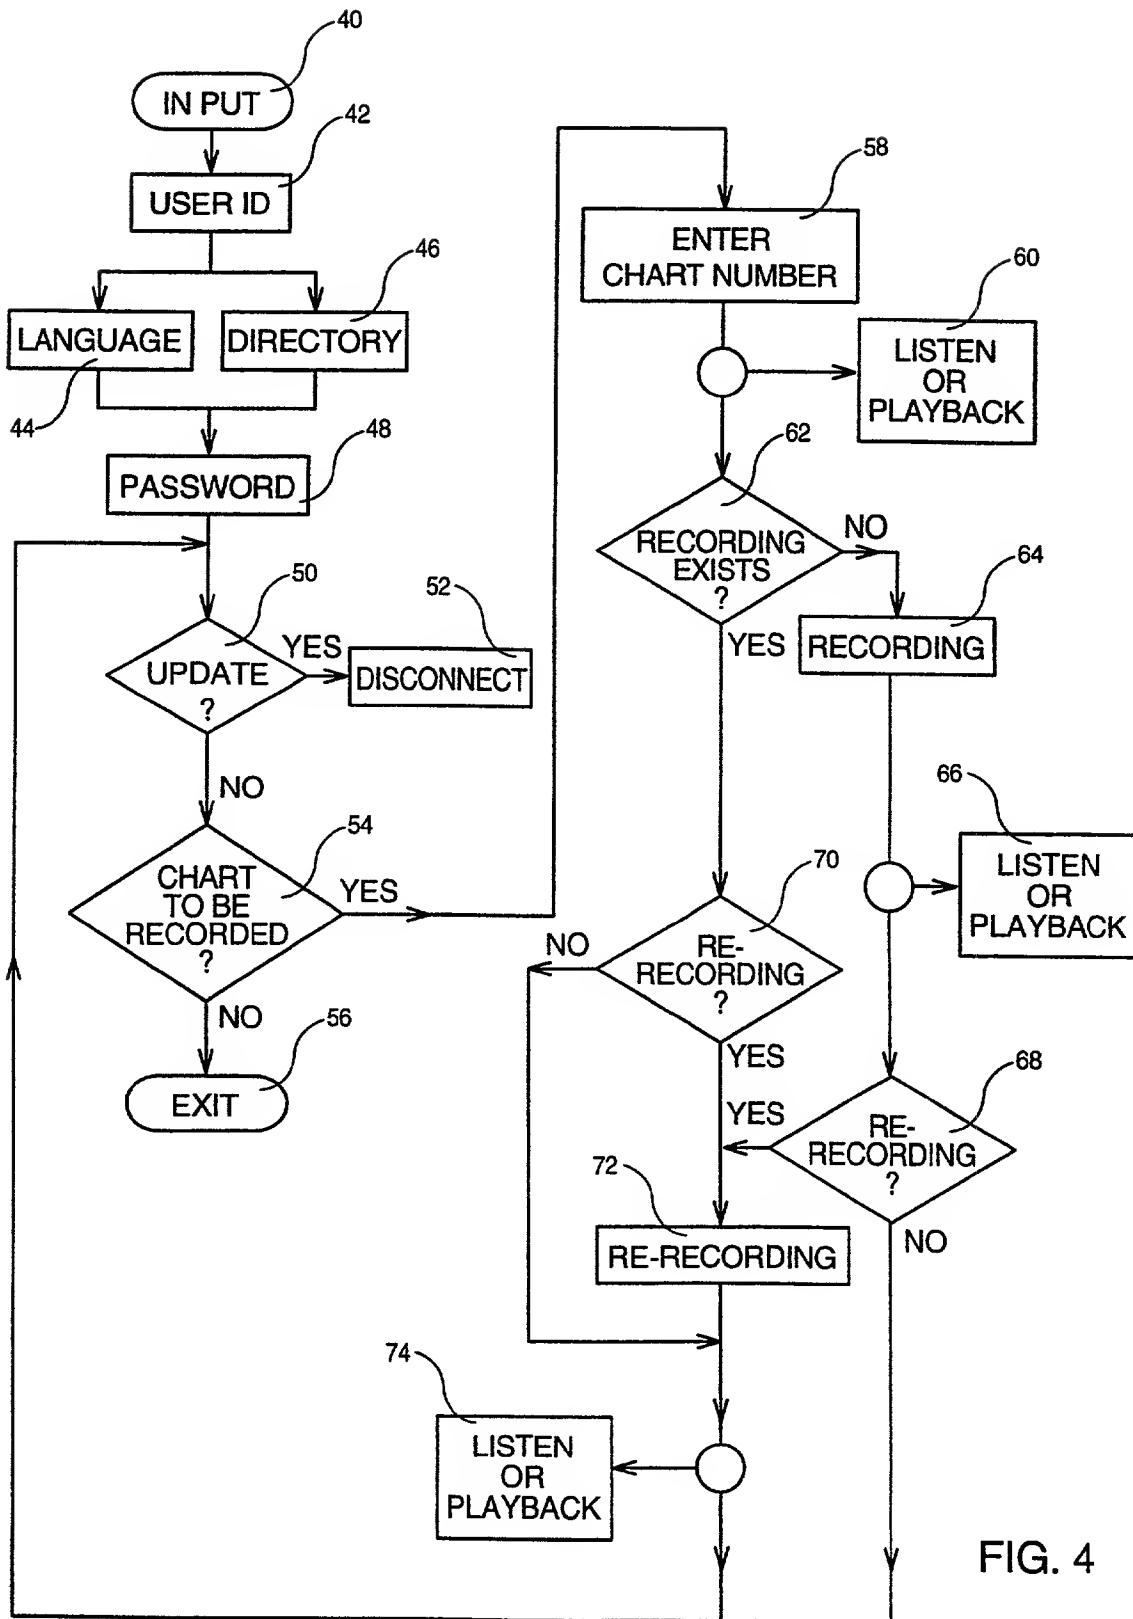 40
IN PUT
42
USER ID
46
LANGUAGE
DIRECTORY
44
48
PASSWORD
50
UPDATE
?
YES
52
DISCONNECT
NO
54
CHART
TO BE
RECORDED
?
YES
NO
56
EXIT
58
ENTER
CHART NUMBER
60
LISTEN
OR
PLAYBACK
62
RECORDING
EXISTS
?
NO
64
RECORDING
YES
66
LISTEN
OR
PLAYBACK
70
RE-
RECORDING
?
NO
YES
68
RE-
RECORDING
?
YES
NO
72
RE-RECORDING
74
LISTEN
OR
PLAYBACK
FIG. 4